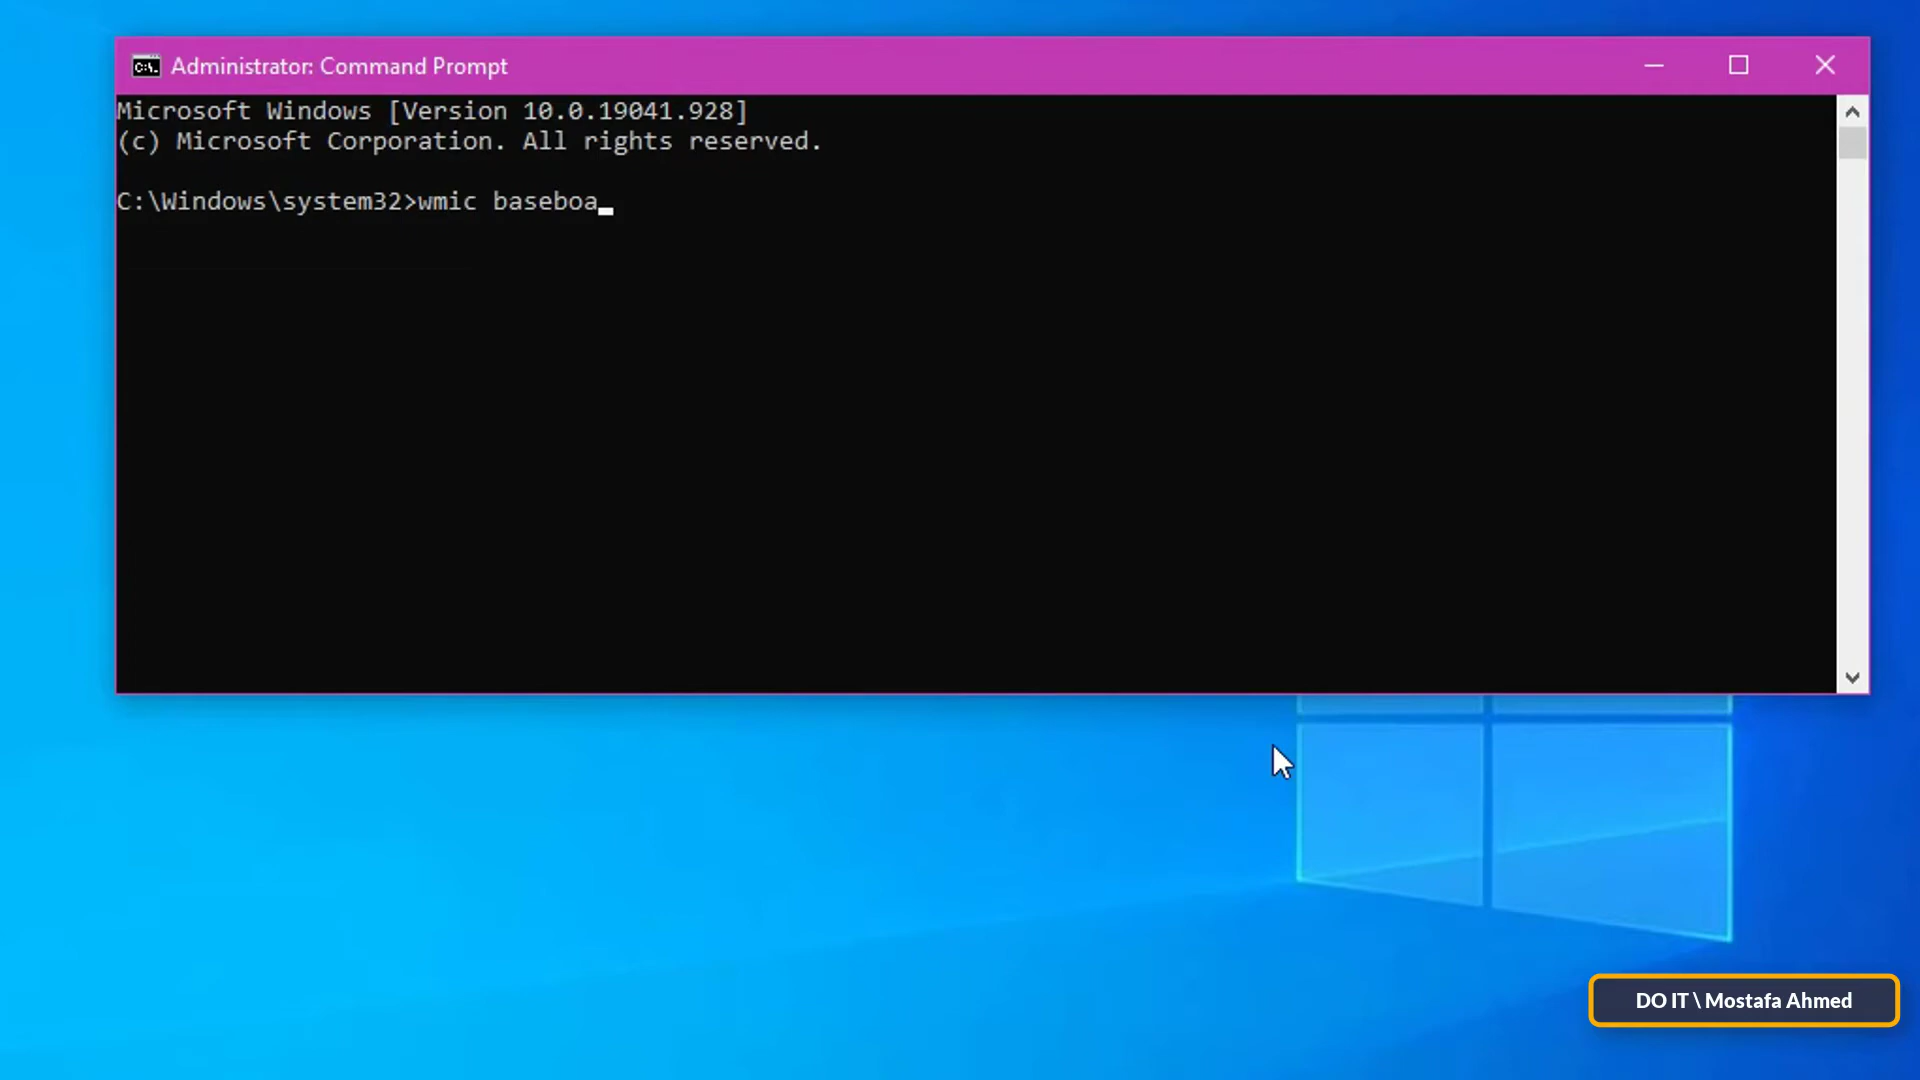 Administrator: Command Prompt
Microsoft Windows [Version 10.0.19041.928]
(c) Microsoft Corporation. All rights reserved.
C:\Windows\system32>wmic baseboa
DO IT \ Mostafa Ahmed